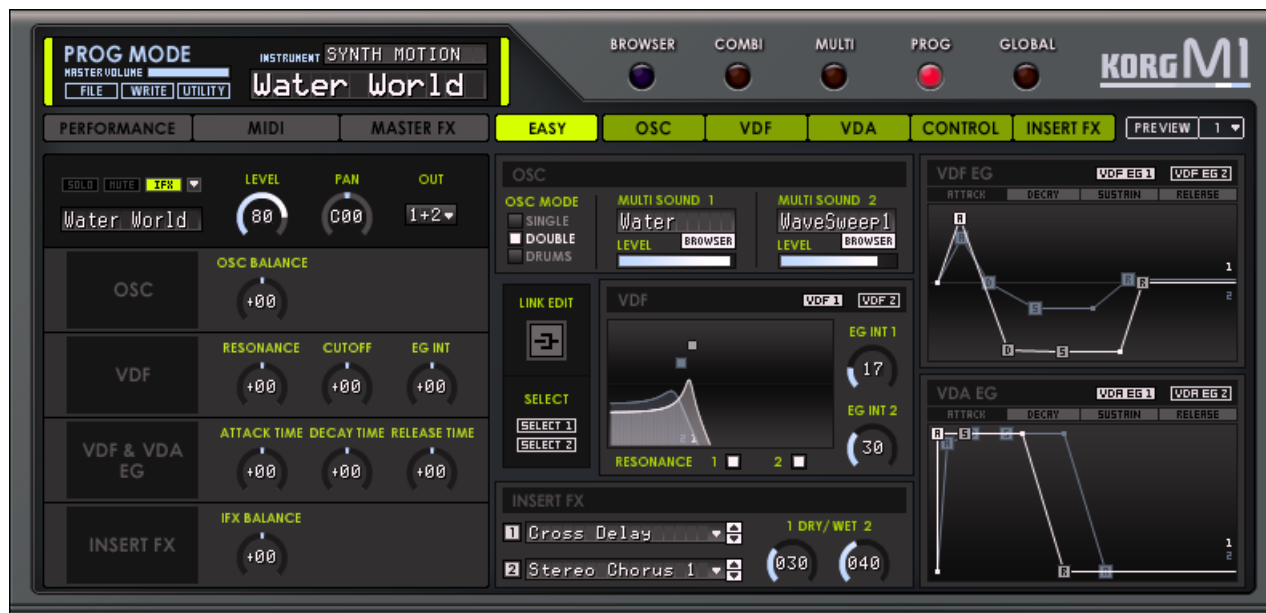 PROG MODE
INSTRUMENT SYNTH MOTION
MASTER VOLUME
FILE WRITE UTILITY
Water World
BROWSER COMBI MULTI PROG GLOBAL
KORG M1
PERFORMANCE MIDI MASTER FX
EASY OSC VDF VDA CONTROL INSERT FX PREVIEW 1
SOLO MUTE IFX
Water World
LEVEL PAN OUT
80 C00 1+2
OSC
OSC BALANCE
+00
VDF
RESONANCE CUTOFF EG INT
+00 +00 +00
VDF & VDA
EG
ATTACK TIME DECAY TIME RELEASE TIME
+00 +00 +00
INSERT FX
IFX BALANCE
+00
OSC
OSC MODE
SINGLE
DOUBLE
DRUMS
MULTI SOUND 1
Water
LEVEL BROWSER
MULTI SOUND 2
WaveSweep1
LEVEL BROWSER
LINK EDIT
SELECT
SELECT 1
SELECT 2
VDF VDF 1 VDF 2
2 1
EG INT 1
17
EG INT 2
30
RESONANCE 1 2
INSERT FX
1 Cross Delay
2 Stereo Chorus 1
1 DRY/WET 2
030 040
VDF EG VDF EG 1 VDF EG 2
ATTACK DECAY SUSTAIN RELEASE
A
A
D R R
S
D S
1
2
VDA EG VDA EG 1 VDA EG 2
ATTACK DECAY SUSTAIN RELEASE
A S
A
R R
1
2